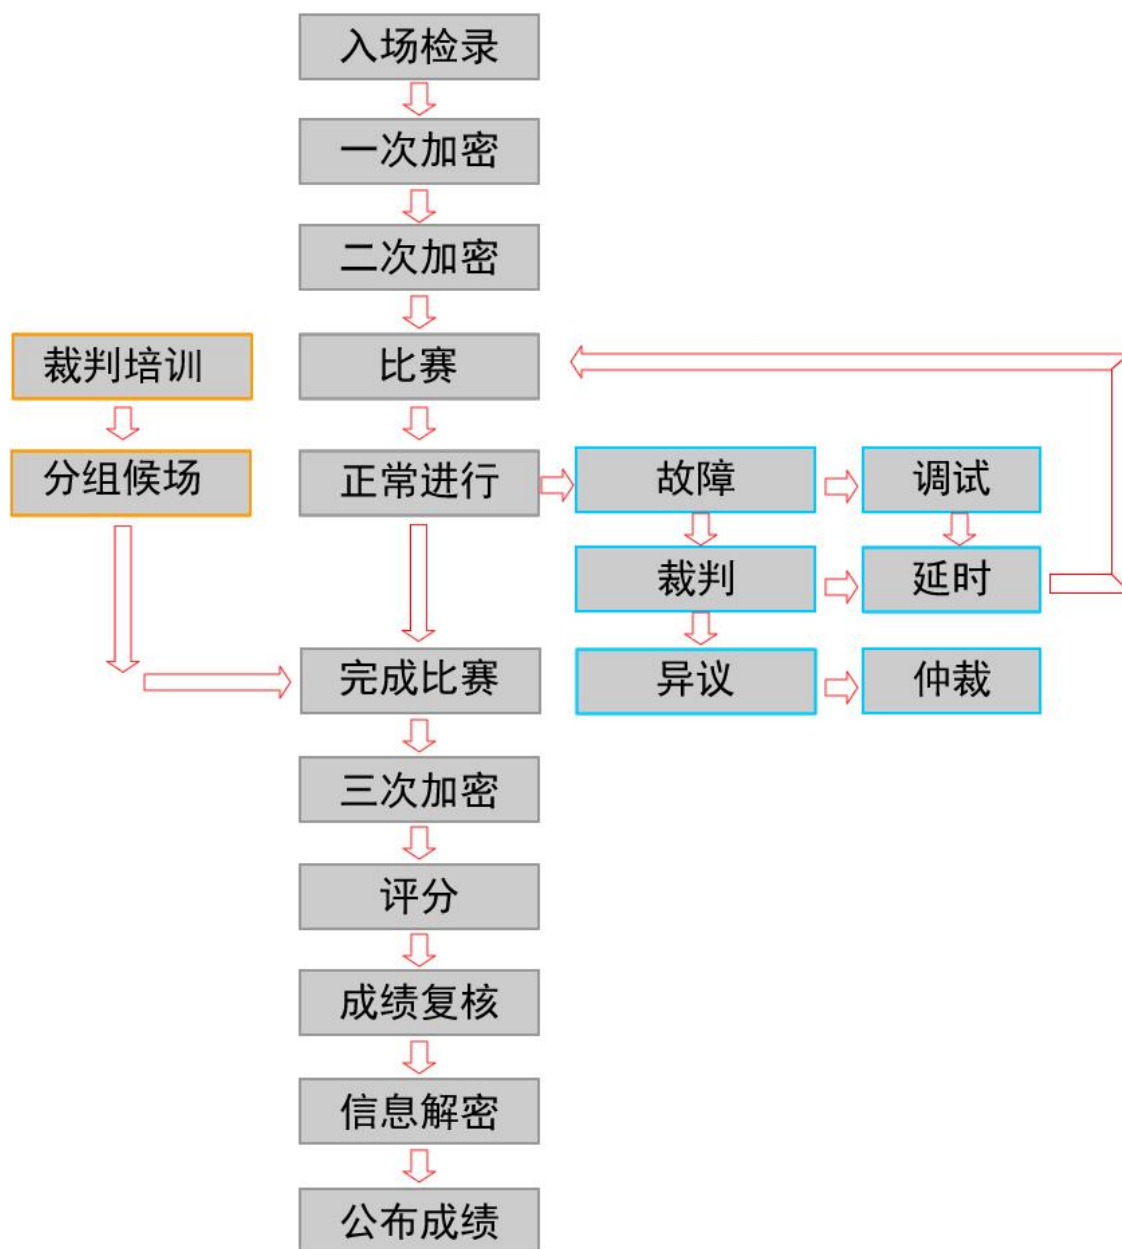 入场检录
一次加密
二次加密
裁判培训
比赛
分组候场
正常进行
故障
调试
裁判
延时
完成比赛
异议
仲裁
三次加密
评分
成绩复核
信息解密
公布成绩